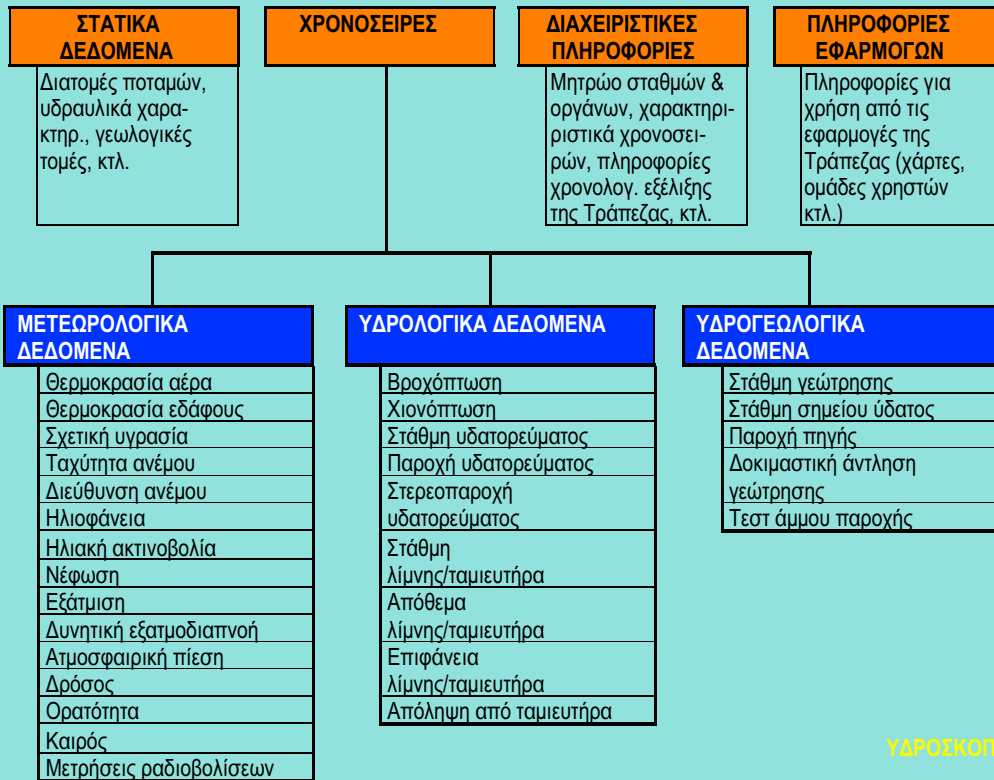 ΣΤΑΤΙΚΑ
ΔΕΔΟΜΕΝΑ
Διατομές ποταμών,
υδραυλικά χαρα-
κτηρ., γεωλογικές
τομές, κτλ.
ΧΡΟΝΟΣΕΙΡΕΣ
ΔΙΑΧΕΙΡΙΣΤΙΚΕΣ
ΠΛΗΡΟΦΟΡΙΕΣ
Μητρώο σταθμών &
οργάνων, χαρακτηρι-
ριστικά χρονοσει-
ρών, πληροφορίες
χρονολογ. εξέλιξης
της Τράπεζας, κτλ.
ΠΛΗΡΟΦΟΡΙΕΣ
ΕΦΑΡΜΟΓΩΝ
Πληροφορίες για
χρήση από τις
εφαρμογές της
Τράπεζας (χάρτες,
ομάδες χρηστών
κτλ.)
ΜΕΤΕΩΡΟΛΟΓΙΚΑ
ΔΕΔΟΜΕΝΑ
Θερμοκρασία αέρα
Θερμοκρασία εδάφους
Σχετική υγρασία
Ταχύτητα ανέμου
Διεύθυνση ανέμου
Ηλιοφάνεια
Ηλιακή ακτινοβολία
Νέφωση
Εξάτμιση
Δυνητική εξατμοδιαπνοή
Ατμοσφαιρική πίεση
Δρόσος
Ορατότητα
Καιρός
Μετρήσεις ραδιοβολίσεων
ΥΔΡΟΛΟΓΙΚΑ ΔΕΔΟΜΕΝΑ
Βροχόπτωση
Χιονόπτωση
Στάθμη υδατορεύματος
Παροχή υδατορεύματος
Στερεοπαροχή
υδατορεύματος
Στάθμη
λίμνης/ταμιευτήρα
Απόθεμα
λίμνης/ταμιευτήρα
Επιφάνεια
λίμνης/ταμιευτήρα
Απόληψη από ταμιευτήρα
ΥΔΡΟΓΕΩΛΟΓΙΚΑ
ΔΕΔΟΜΕΝΑ
Στάθμη γεώτρησης
Στάθμη σημείου ύδατος
Παροχή πηγής
Δοκιμαστική άντληση
γεώτρησης
Τεστ άμμου παροχής
ΥΔΡΟΣΚΟΠ